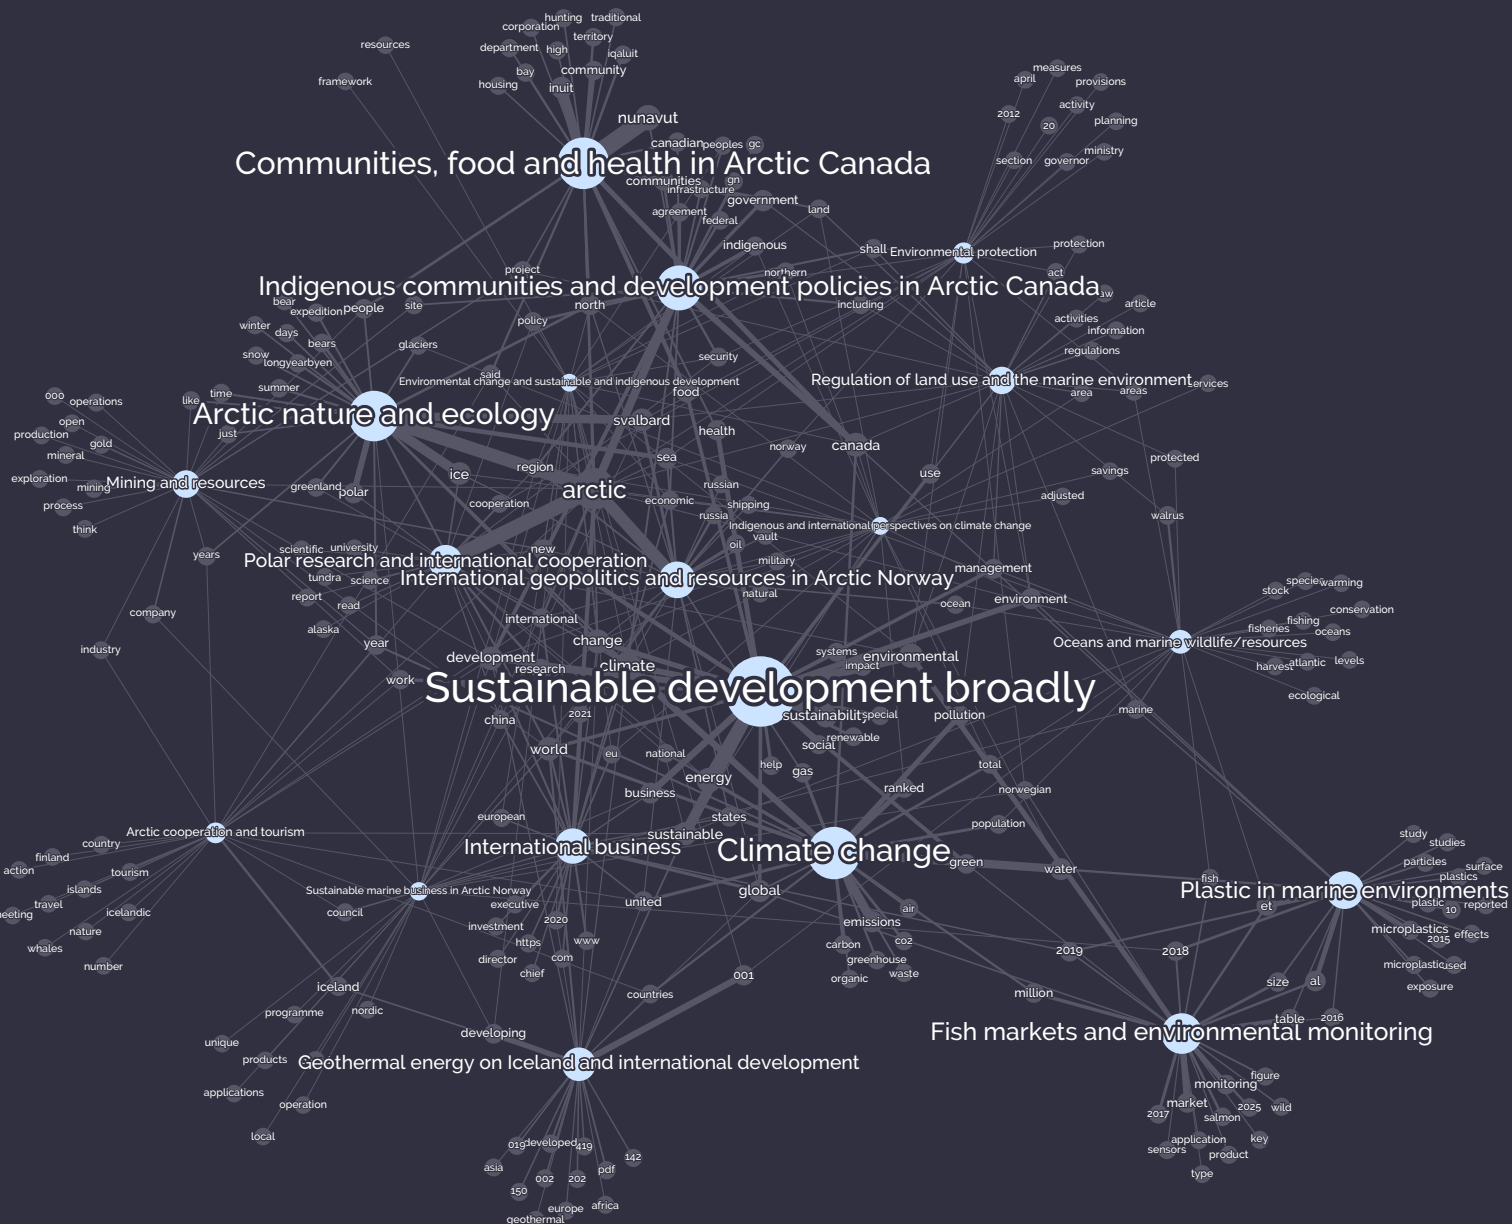 hunting
traditional
corporation
resources
territory
department
high
iqaluit
bay
community
framework
housing
inuit
measures
april
provisions
activity
2012
20
planning
nunavut
canadian
peoples
gc
ministry
section
governor
Communities, food and health in Arctic Canada
communities
gn
infrastructure
government
agreement
land
federal
indigenous
shall
Environmental protection
protection
project
northern
act
Indigenous communities and development policies in Arctic Canada
bear
expedition
people
site
north
including
article
winter
days
policy
activities
information
bears
glaciers
snow
longyearbyen
security
regulations
said
Environmental change and sustainable and indigenous development
Regulation of land use and the marine environment
services
summer
food
area
areas
000
operations
like
time
Arctic nature and ecology
open
svalbard
production
just
health
gold
canada
norway
mineral
sea
protected
ice
region
use
savings
exploration
mining
Mining and resources
greenland
polar
russian
arctic
adjusted
process
cooperation
economic
shipping
russia
walrus
think
Indigenous and international perspectives on climate change
vault
oil
years
scientific
university
new
Polar research and international cooperation
military
management
tundra
science
International geopolitics and resources in Arctic Norway
report
read
natural
ocean
environment
stock
species
warming
conservation
company
alaska
international
fishing
fisheries
oceans
year
change
Oceans and marine wildlife/resources
industry
development
systems
environmental
research
climate
impact
harvest
atlantic
levels
work
Sustainable development broadly
ecological
china
2021
sustainability
special
pollution
marine
world
eu
national
social
renewable
energy
help
gas
total
business
ranked
norwegian
european
states
population
Arctic cooperation and tourism
sustainable
study
studies
country
International business
Climate change
finland
green
water
particles
surface
action
tourism
fish
plastics
islands
Sustainable marine business in Arctic Norway
global
Plastic in marine environments
travel
executive
united
et
plastic
10
reported
icelandic
council
2020
air
nature
investment
emissions
microplastics
effects
whales
https
www
carbon
co2
2019
2018
2015
director
com
greenhouse
number
chief
organic
waste
microplastic
used
iceland
001
size
al
exposure
countries
million
programme
nordic
table
2016
unique
developing
Fish markets and environmental monitoring
products
Geothermal energy on Iceland and international development
figure
applications
monitoring
operation
market
2025
wild
2017
salmon
local
019
developed
419
application
key
sensors
product
asia
142
pdf
type
150
002
202
europe
africa
geothermal